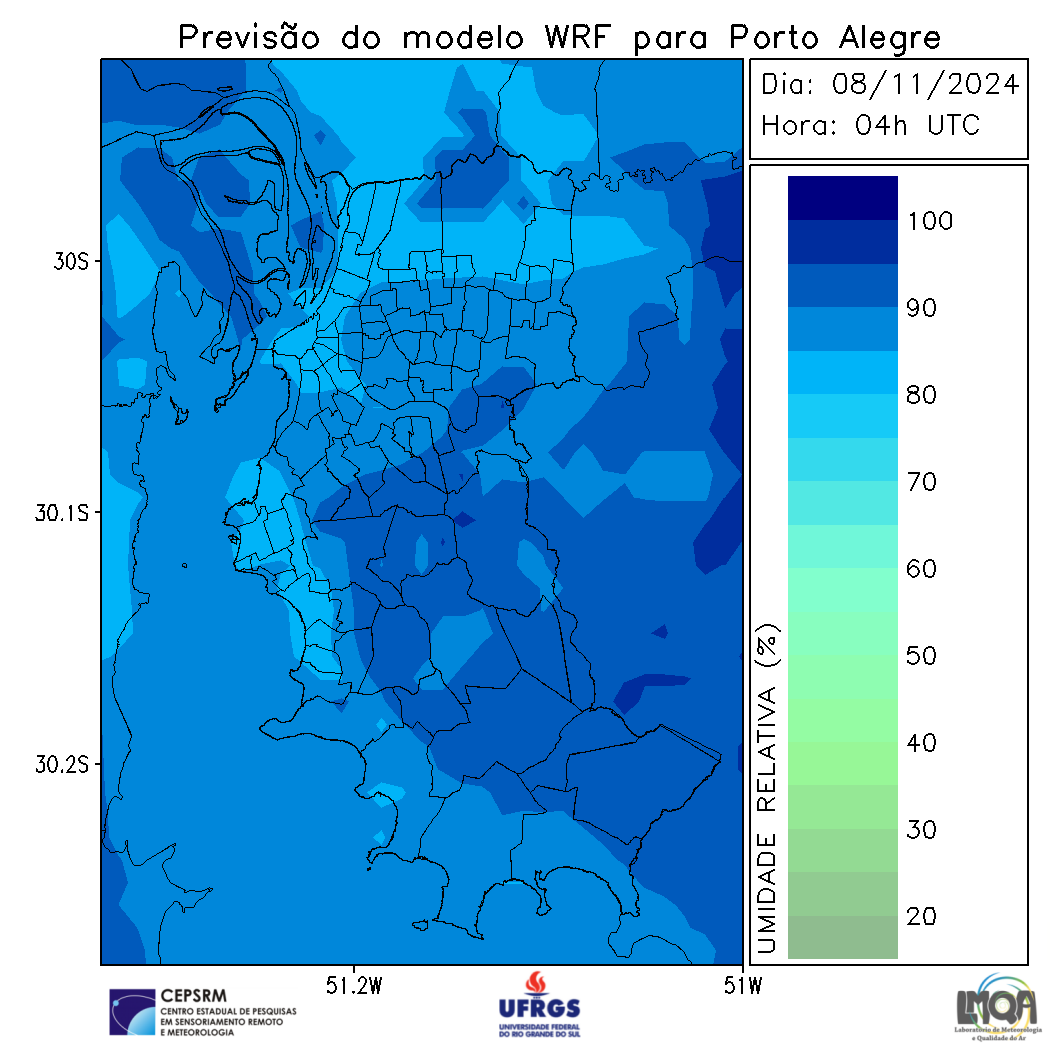 Previsão do modelo WRF para Porto Alegre
Dia: 08/11/2024
Hora: 04h UTC
100
90
80
70
60
50
40
30
20
UMIDADE RELATIVA (%)
30S
30.1S
30.2S
51.2W
51W
CEPSRM
CENTRO ESTADUAL DE PESQUISAS
EM SENSORIAMENTO REMOTO
E METEOROLOGIA
UFRGS
UNIVERSIDADE FEDERAL
DO RIO GRANDE DO SUL
LMQA
Laboratório de Meteorologia
e Qualidade do Ar